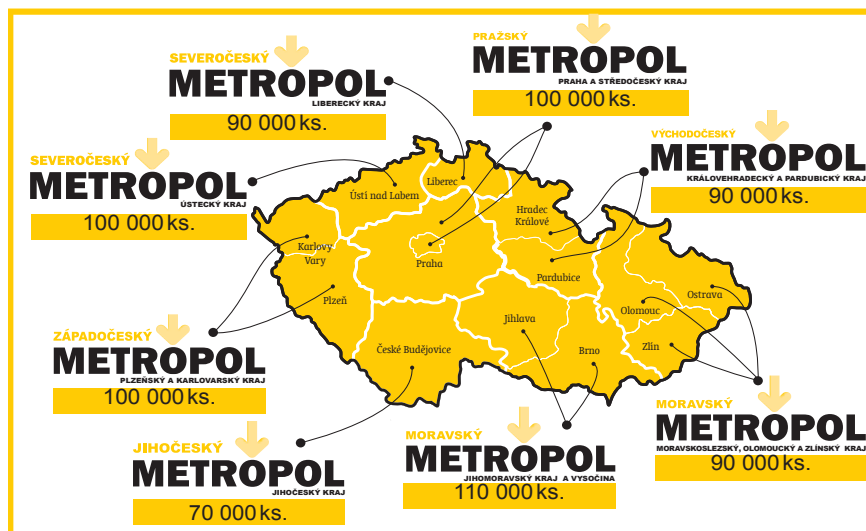 SEVEROČESKÝ
METROPOL
LIBERECKÝ KRAJ
90 000 ks.
PRAŽSKÝ
METROPOL
PRAHA A STŘEDOČESKÝ KRAJ
100 000 ks.
SEVEROČESKÝ
METROPOL
ÚSTECKÝ KRAJ
100 000 ks.
VÝCHODOČESKÝ
METROPOL
KRÁLOVEHRADECKÝ A PARDUBICKÝ KRAJ
90 000 ks.
Ústí nad Labem
Liberec
Hradec
Králové
Karlovy
Vary
Praha
Pardubice
Plzeň
Olomouc
Ostrava
Jihlava
České Budějovice
Brno
Zlín
ZÁPADOČESKÝ
METROPOL
PLZEŇSKÝ A KARLOVARSKÝ KRAJ
100 000 ks.
JIHOČESKÝ
METROPOL
JIHOČESKÝ KRAJ
70 000 ks.
MORAVSKÝ
METROPOL
JIHOMORAVSKÝ KRAJ A VYSOČINA
110 000 ks.
MORAVSKÝ
METROPOL
MORAVSKOSLEZSKÝ, OLOMOUCKÝ A ZLÍNSKÝ KRAJ
90 000 ks.